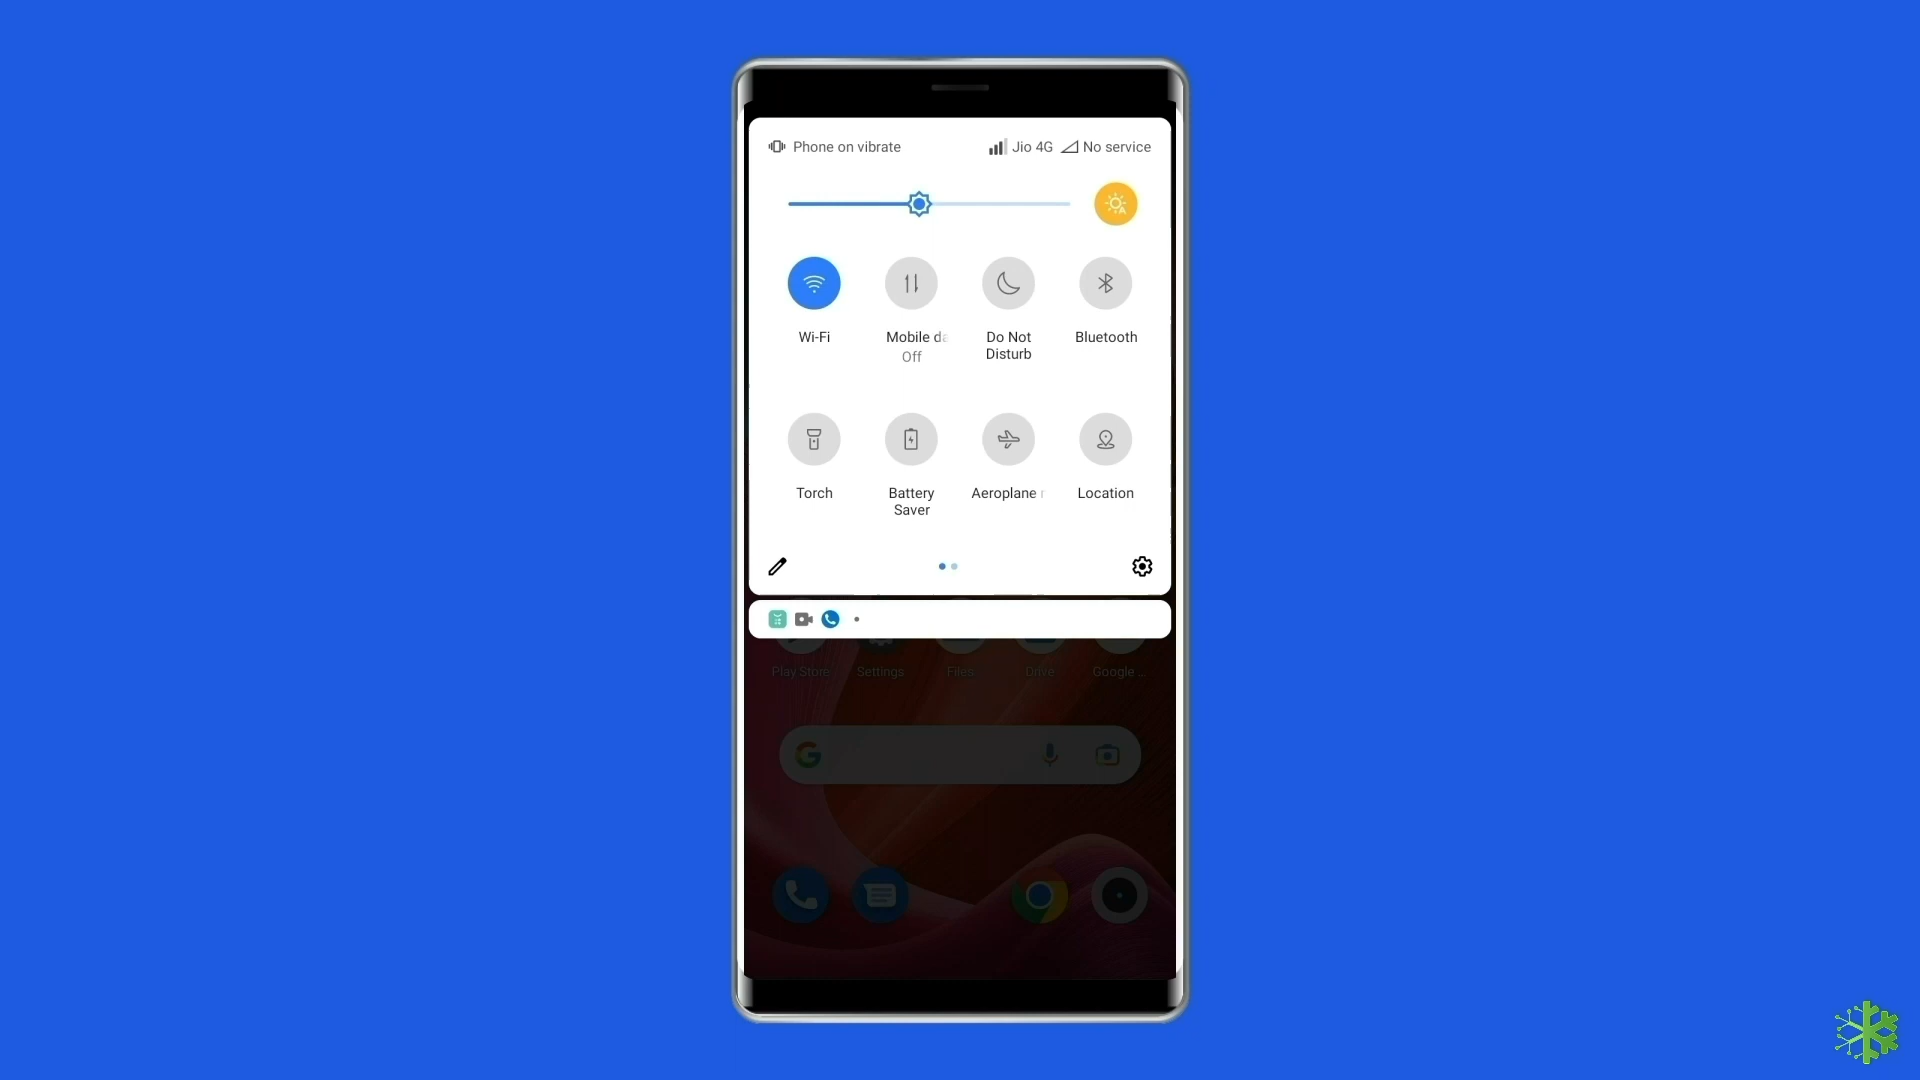 Phone on vibrate
Jio 4G
No service
Wi-Fi
Mobile da
Off
Do Not
Disturb
Bluetooth
Torch
Battery
Saver
Aeroplane
Location
Play Store
Settings
Files
Drive
Google ...